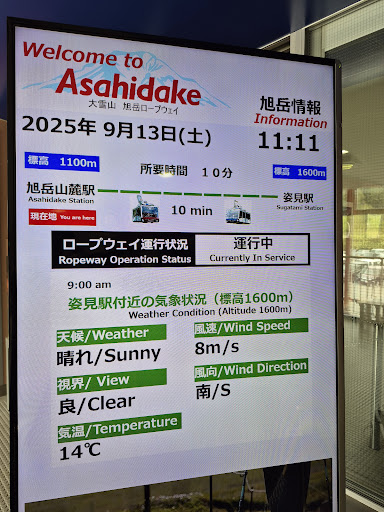 Welcome to
Asahidake
大雪山 旭岳ロープウェイ
旭岳情報
Information
2025年 9月13日(土)
11:11
標高 1100m
所要時間 10分
標高 1600m
旭岳山麓駅
Asahidake Station
姿見駅
Sugatami Station
現在地 You are here
10 min
ロープウェイ運行状況
Ropeway Operation Status
運行中
Currently In Service
9:00 am
姿見駅付近の気象状況（標高1600m）
Weather Condition (Altitude 1600m)
天候/Weather
晴れ/Sunny
風速/Wind Speed
8m/s
視界/ View
良/Clear
風向/Wind Direction
南/S
気温/Temperature
14℃